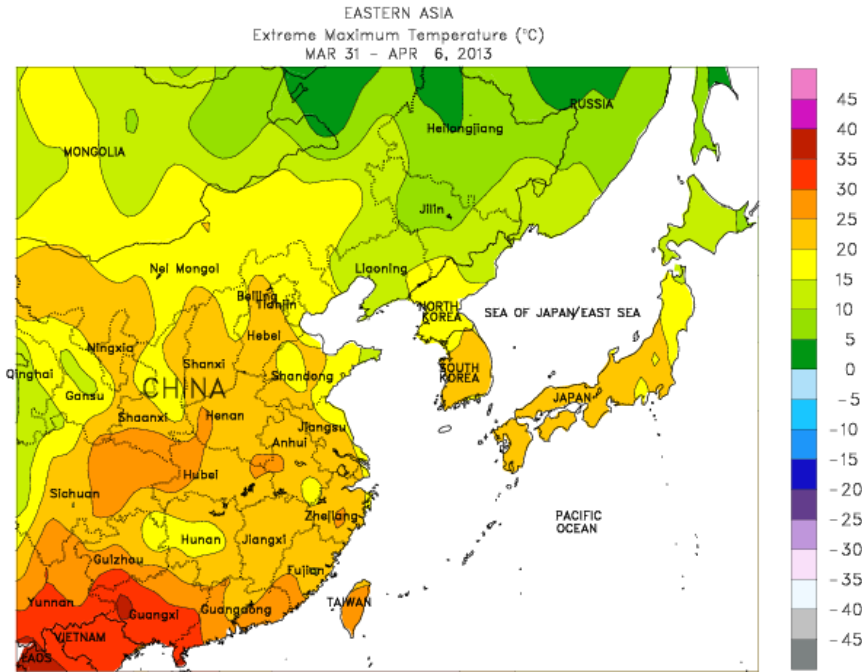 EASTERN ASIA
Extreme Maximum Temperature (°C)
MAR 31 - APR 6, 2013
RUSSIA
Heilongjiang
MONGOLIA
Jilin
Nei Mongol
Liaoning
Beijing
Tianjin
NORTH
KOREA
SEA OF JAPAN/EAST SEA
Hebei
Ningxia
Shanxi
Qinghai
Shandong
SOUTH
KOREA
CHINA
Gansu
JAPAN
Shaanxi
Henan
Jiangsu
Anhui
Hubei
Sichuan
Zhejiang
PACIFIC
OCEAN
Hunan
Jiangxi
Guizhou
Fujian
Yunnan
Guangxi
Guangdong
TAIWAN
VIETNAM
LAOS
45
40
35
30
25
20
15
10
5
0
-5
-10
-15
-20
-25
-30
-35
-40
-45